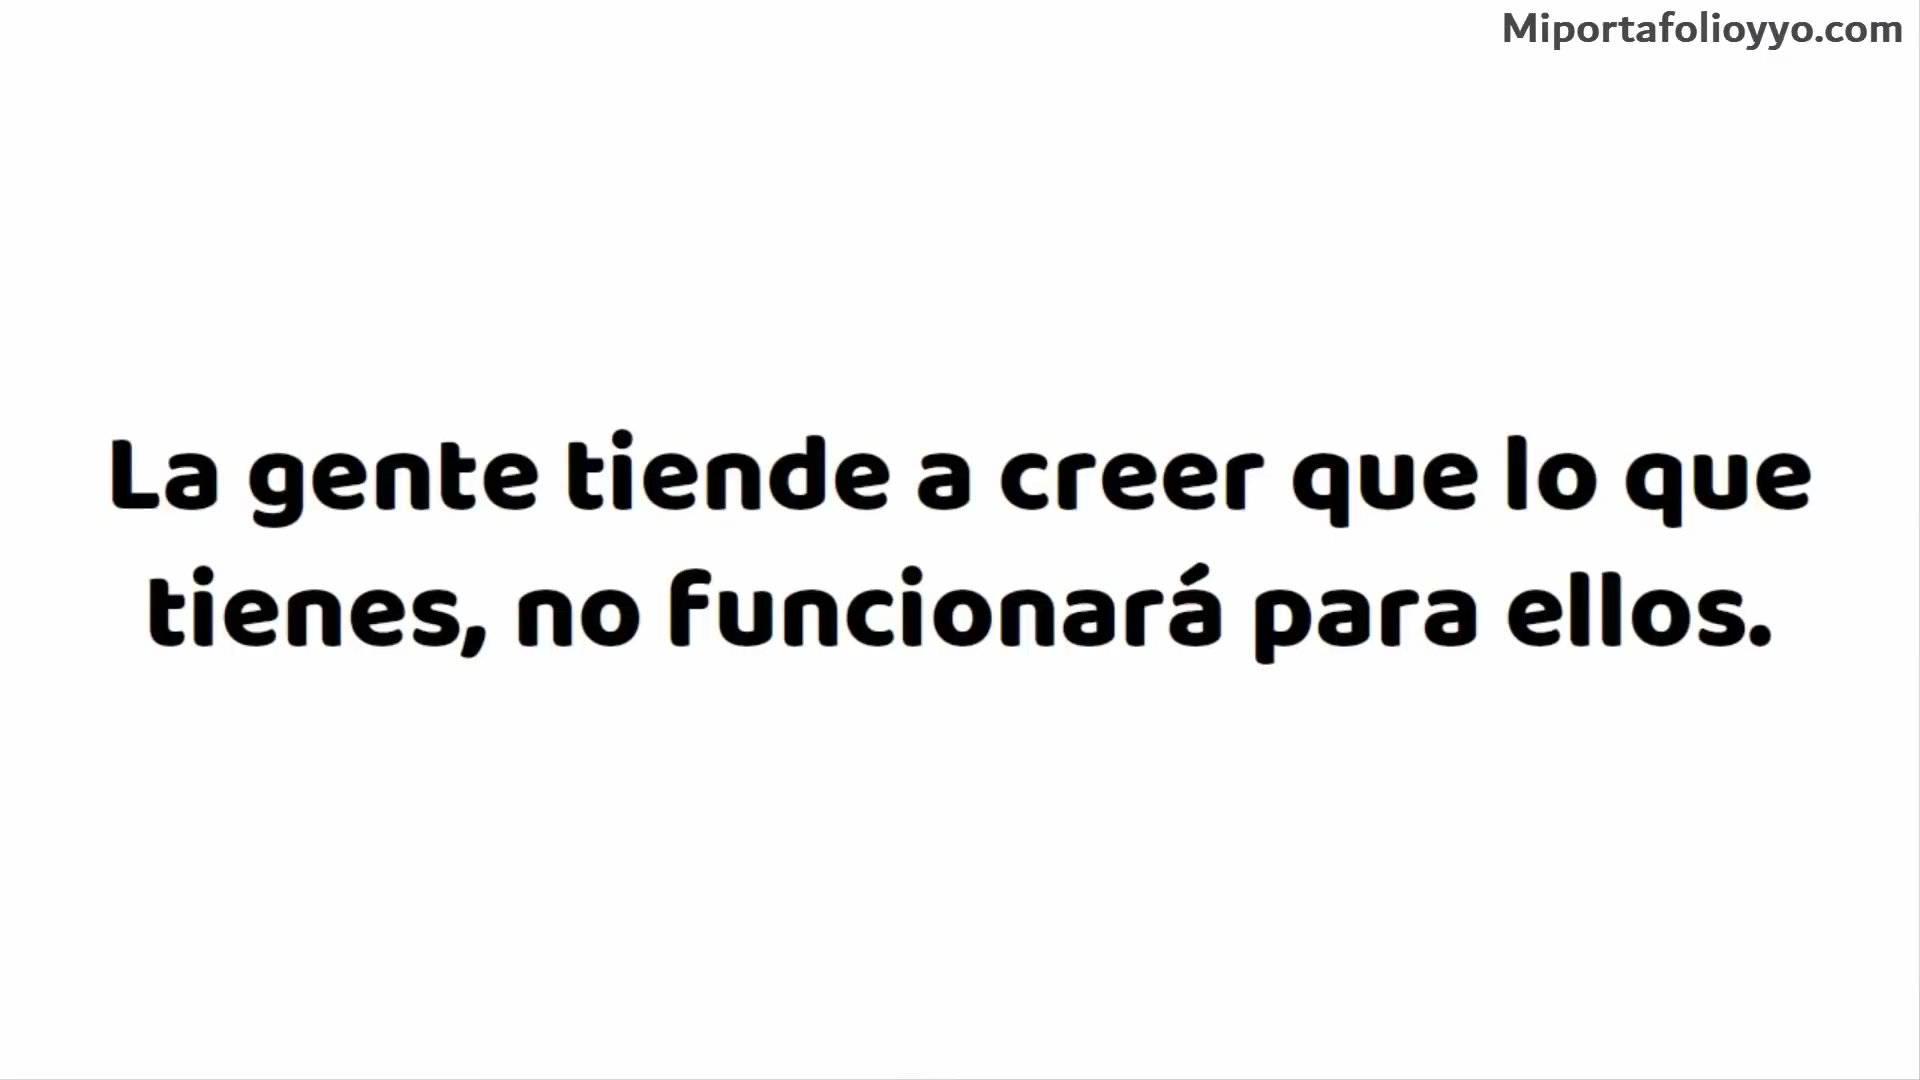 Miportafolioyyo.com
La gente tiende a creer que lo que
tienes, no funcionará para ellos.